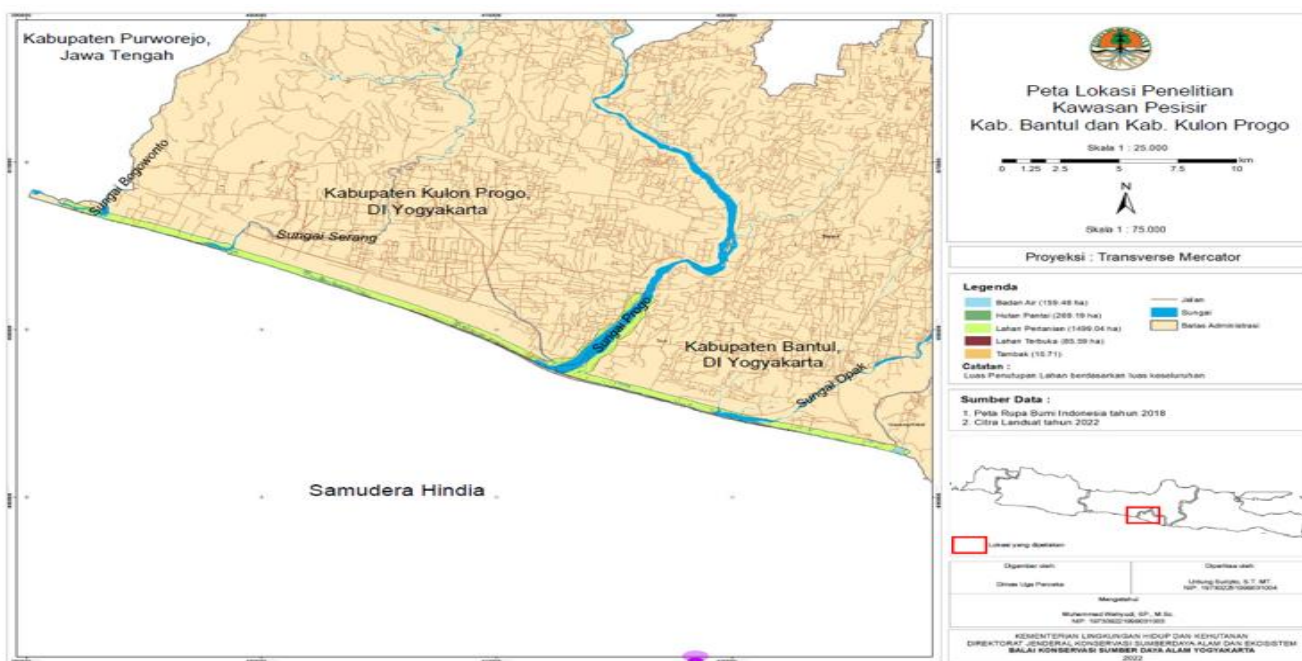 Kabupaten Purworejo,
Jawa Tengah
Sungai Bogowonto
Kabupaten Kulon Progo,
DI Yogyakarta
Sungai Serang
Sungai Progo
Kabupaten Bantul,
DI Yogyakarta
Sungai Opak
Samudera Hindia
Peta Lokasi Penelitian
Kawasan Pesisir
Kab. Bantul dan Kab. Kulon Progo
Skala 1 : 25.000
0 1.25 2.5 5 7.5 10
km
N
Skala 1 : 75.000
Proyeksi : Transverse Mercator
Legenda
Badan Air (159.48 ha)
Hutan Pantai (269.19 ha)
Lahan Pertanian (1499.04 ha)
Lahan Terbuka (85.59 ha)
Tambak (10.71)
Jalan
Sungai
Batas Administrasi
Catatan :
Luas Penutupan Lahan berdasarkan luas keseluruhan
Sumber Data :
1. Peta Rupa Bumi Indonesia tahun 2018
2. Citra Landsat tahun 2022
Lokasi yang dipetakan
Digambar oleh:
Diperiksa oleh:
Mengetahui
Muhammad Wahyudi, SP., M.Sc.
KEMENTERIAN LINGKUNGAN HIDUP DAN KEHUTANAN
DIREKTORAT JENDERAL KONSERVASI SUMBERDAYA ALAM DAN EKOSISTEM
BALAI KONSERVASI SUMBER DAYA ALAM YOGYAKARTA
2022